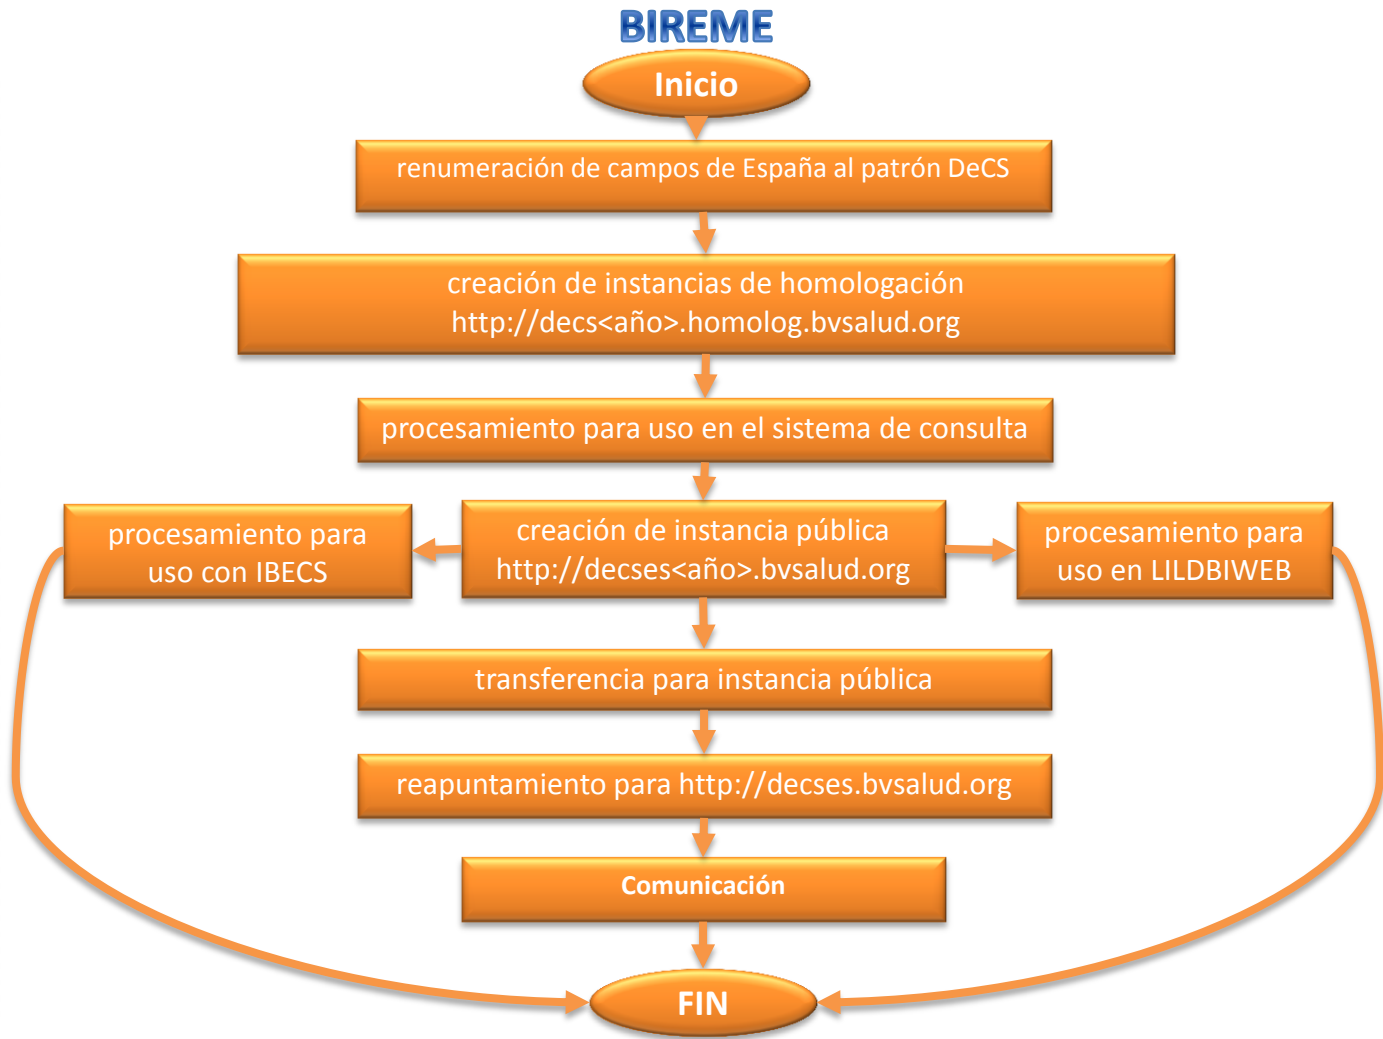 BIREME
Inicio
renumeración de campos de España al patrón DeCS
creación de instancias de homologación
http://decs<año>.homolog.bvsalud.org
procesamiento para uso en el sistema de consulta
procesamiento para
uso con IBECS
creación de instancia pública
http://decses<año>.bvsalud.org
procesamiento para
uso en LILDBIWEB
transferencia para instancia pública
reapuntamiento para http://decses.bvsalud.org
Comunicación
FIN